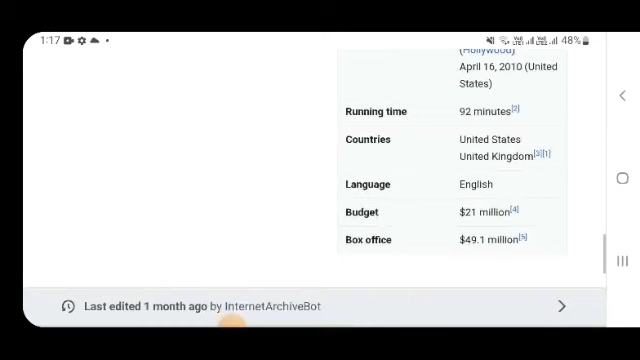 1:17 48%
(Hollywood)
April 16, 2010 (United
States)
Running time 92 minutes[2]
Countries United States
United Kingdom[3][1]
Language English
Budget $21 million[4]
Box office $49.1 million[5]
Last edited 1 month ago by InternetArchiveBot